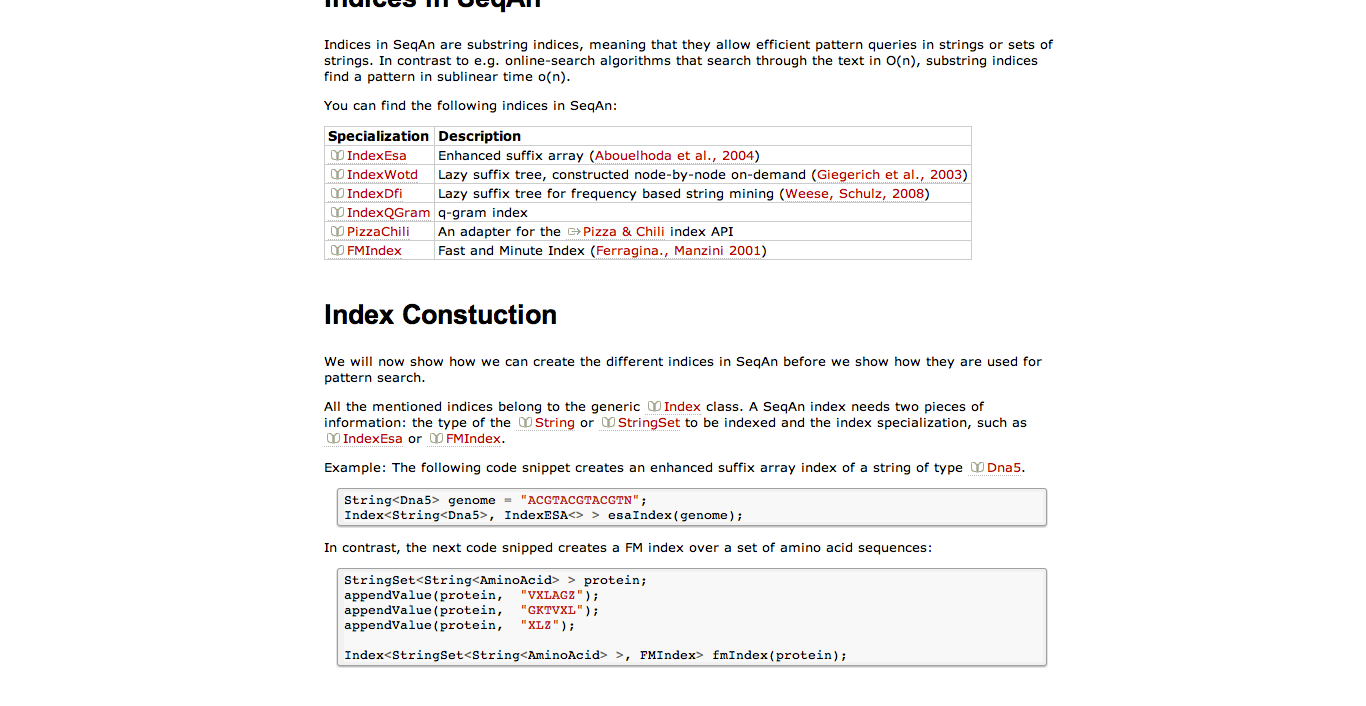 Indices in SeqAn
Indices in SeqAn are substring indices, meaning that they allow efficient pattern queries in strings or sets of
strings. In contrast to e.g. online-search algorithms that search through the text in O(n), substring indices
find a pattern in sublinear time o(n).
You can find the following indices in SeqAn:
Specialization Description
IndexEsa Enhanced suffix array (Abouelhoda et al., 2004)
IndexWotd Lazy suffix tree, constructed node-by-node on-demand (Giegerich et al., 2003)
IndexDfi Lazy suffix tree for frequency based string mining (Weese, Schulz, 2008)
IndexQGram q-gram index
PizzaChili An adapter for the Pizza & Chili index API
FMIndex Fast and Minute Index (Ferragina., Manzini 2001)
Index Constuction
We will now show how we can create the different indices in SeqAn before we show how they are used for
pattern search.
All the mentioned indices belong to the generic Index class. A SeqAn index needs two pieces of
information: the type of the String or StringSet to be indexed and the index specialization, such as
IndexEsa or FMIndex.
Example: The following code snippet creates an enhanced suffix array index of a string of type Dna5.
String<Dna5> genome = "ACGTACGTACGTN";
Index<String<Dna5>, IndexESA<> > esaIndex(genome);
In contrast, the next code snipped creates a FM index over a set of amino acid sequences:
StringSet<String<AminoAcid> > protein;
appendValue(protein, "VXLAGZ");
appendValue(protein, "GKTVXL");
appendValue(protein, "XLZ");
Index<StringSet<String<AminoAcid> >, FMIndex> fmIndex(protein);